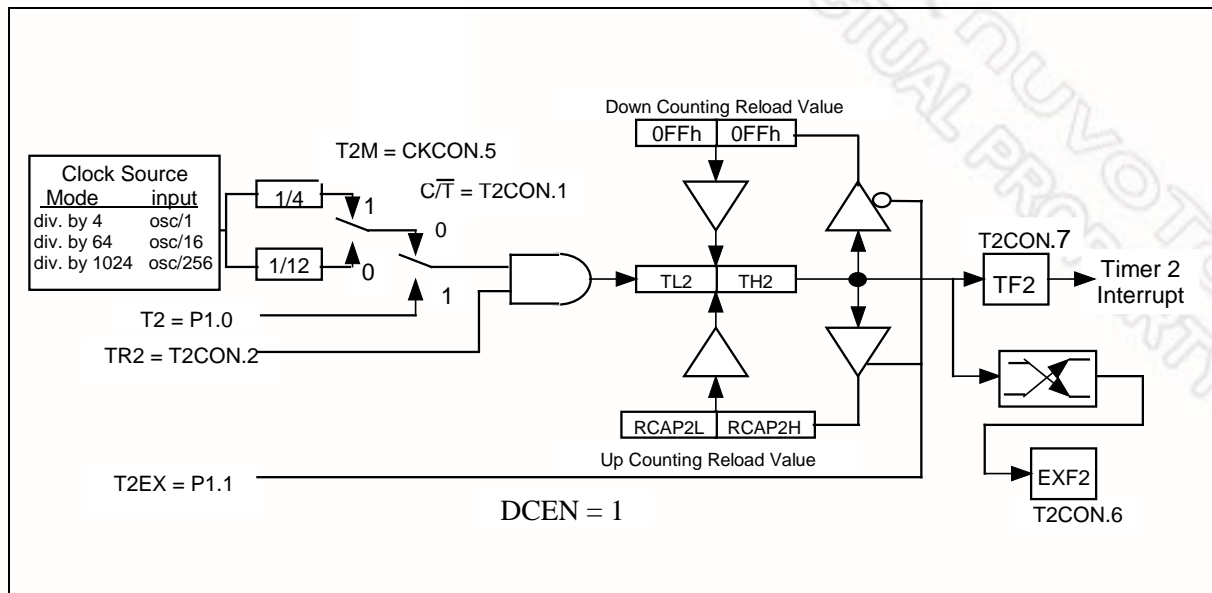 Down Counting Reload Value
0FFh 0FFh
T2M = CKCON.5
C/T̅ = T2CON.1
Clock Source
Mode input
div. by 4 osc/1
div. by 64 osc/16
div. by 1024 osc/256
1/4
1/12
1
0
0
1
T2 = P1.0
TR2 = T2CON.2
TL2 TH2
T2CON.7
TF2
Timer 2
Interrupt
RCAP2L RCAP2H
Up Counting Reload Value
T2EX = P1.1
DCEN = 1
EXF2
T2CON.6